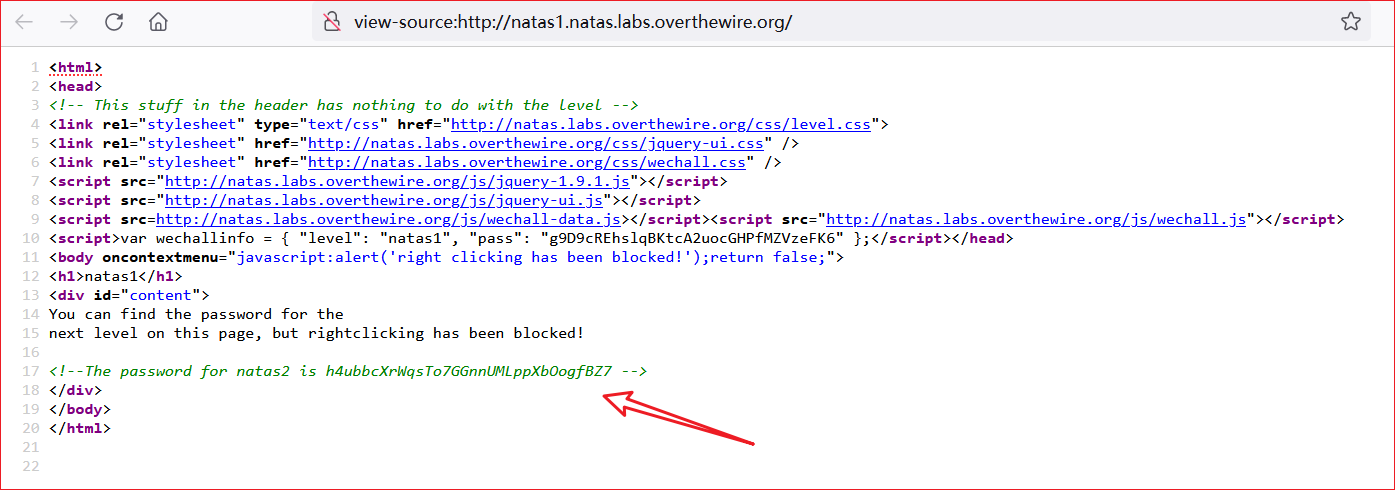 view-source:http://natas1.natas.labs.overthewire.org/
1 <html>
2 <head>
3 <!-- This stuff in the header has nothing to do with the level -->
4 <link rel="stylesheet" type="text/css" href="http://natas.labs.overthewire.org/css/level.css">
5 <link rel="stylesheet" href="http://natas.labs.overthewire.org/css/jquery-ui.css" />
6 <link rel="stylesheet" href="http://natas.labs.overthewire.org/css/wechall.css" />
7 <script src="http://natas.labs.overthewire.org/js/jquery-1.9.1.js"></script>
8 <script src="http://natas.labs.overthewire.org/js/jquery-ui.js"></script>
9 <script src=http://natas.labs.overthewire.org/js/wechall-data.js></script><script src="http://natas.labs.overthewire.org/js/wechall.js"></script>
10 <script>var wechallinfo = { "level": "natas1", "pass": "g9D9cREhslqBKtcA2uocGHPfMZVzeFK6" };</script></head>
11 <body oncontextmenu="javascript:alert('right clicking has been blocked!');return false;">
12 <h1>natas1</h1>
13 <div id="content">
14 You can find the password for the
15 next level on this page, but rightclicking has been blocked!
16
17 <!--The password for natas2 is h4ubbcXrWqsTo7GGnnUMLppXbOogfBZ7 -->
18 </div>
19 </body>
20 </html>
21
22